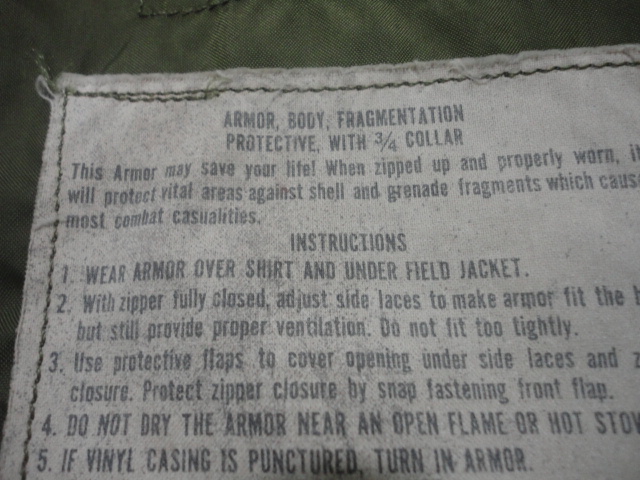 ARMOR, BODY, FRAGMENTATION
PROTECTIVE, WITH 3/4 COLLAR
This Armor may save your life! When zipped up and properly worn, it
will protect vital areas against shell and grenade fragments which cause
most combat casualities.
INSTRUCTIONS
1. WEAR ARMOR OVER SHIRT AND UNDER FIELD JACKET.
2. With zipper fully closed, adjust side laces to make armor fit the
but still provide proper ventilation. Do not fit too tightly.
3. Use protective flaps to cover opening under side laces and
closure. Protect zipper closure by snap fastening front flap.
4. DO NOT DRY THE ARMOR NEAR AN OPEN FLAME OR HOT
5. IF VINYL CASING IS PUNCTURED, TURN IN ARMOR.